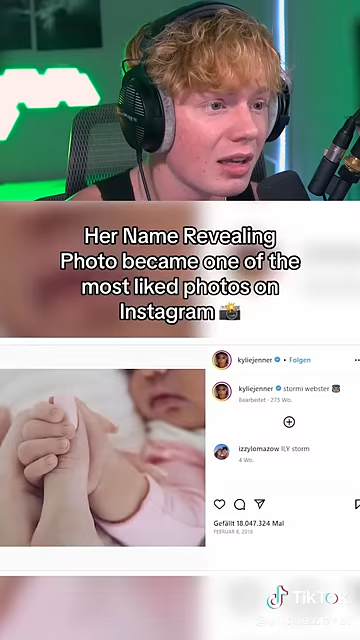 Her Name Revealing
Photo became one of the
most liked photos on
Instagram 📸
kyliejenner • Folgen
kyliejenner stormi webster 👼🏽
Bearbeitet · 275 Wo.
izzylomazow ILY storm
4 Wo.
Gefällt 18.047.324 Mal
FEBRUAR 6, 2018
TikTok